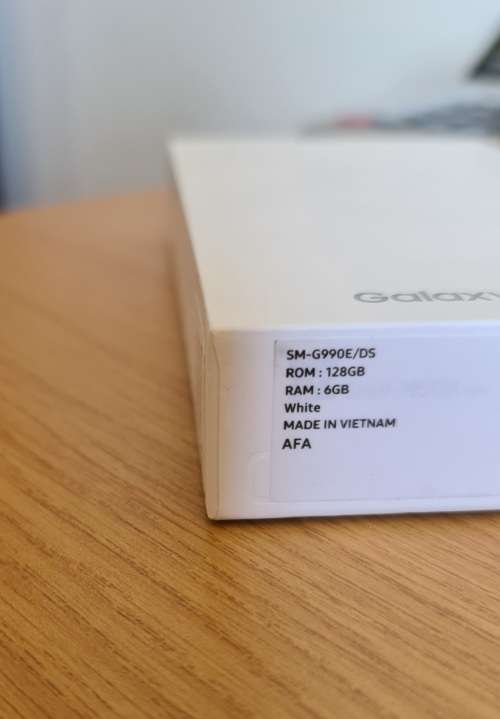 Galaxy
SM-G990E/DS
ROM : 128GB
RAM : 6GB
White
MADE IN VIETNAM
AFA